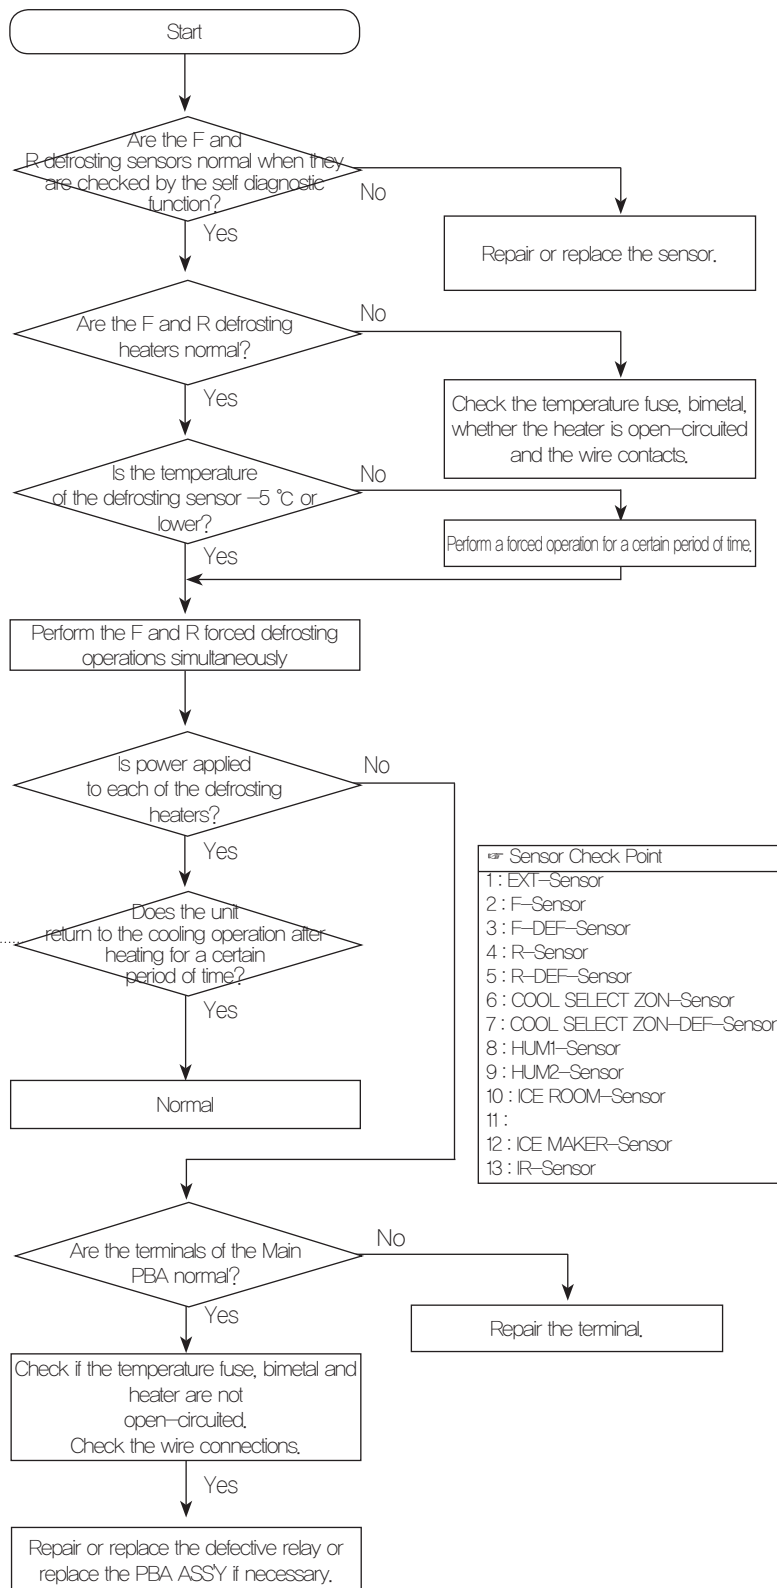 Start
Are the F and
R defrosting sensors normal when they
are checked by the self diagnostic
function?
No
Yes
Repair or replace the sensor.
Are the F and R defrosting
heaters normal?
No
Yes
Check the temperature fuse, bimetal,
whether the heater is open-circuited
and the wire contacts.
Is the temperature
of the defrosting sensor -5 °C or
lower?
No
Yes
Perform a forced operation for a certain period of time.
Perform the F and R forced defrosting
operations simultaneously
Is power applied
to each of the defrosting
heaters?
No
Yes
Does the unit
return to the cooling operation after
heating for a certain
period of time?
Yes
Normal
☞ Sensor Check Point
1 : EXT-Sensor
2 : F-Sensor
3 : F-DEF-Sensor
4 : R-Sensor
5 : R-DEF-Sensor
6 : COOL SELECT ZON-Sensor
7 : COOL SELECT ZON-DEF-Sensor
8 : HUM1-Sensor
9 : HUM2-Sensor
10 : ICE ROOM-Sensor
11 :
12 : ICE MAKER-Sensor
13 : IR-Sensor
Are the terminals of the Main
PBA normal?
No
Yes
Repair the terminal.
Check if the temperature fuse, bimetal and
heater are not
open-circuited.
Check the wire connections.
Yes
Repair or replace the defective relay or
replace the PBA ASS'Y if necessary.